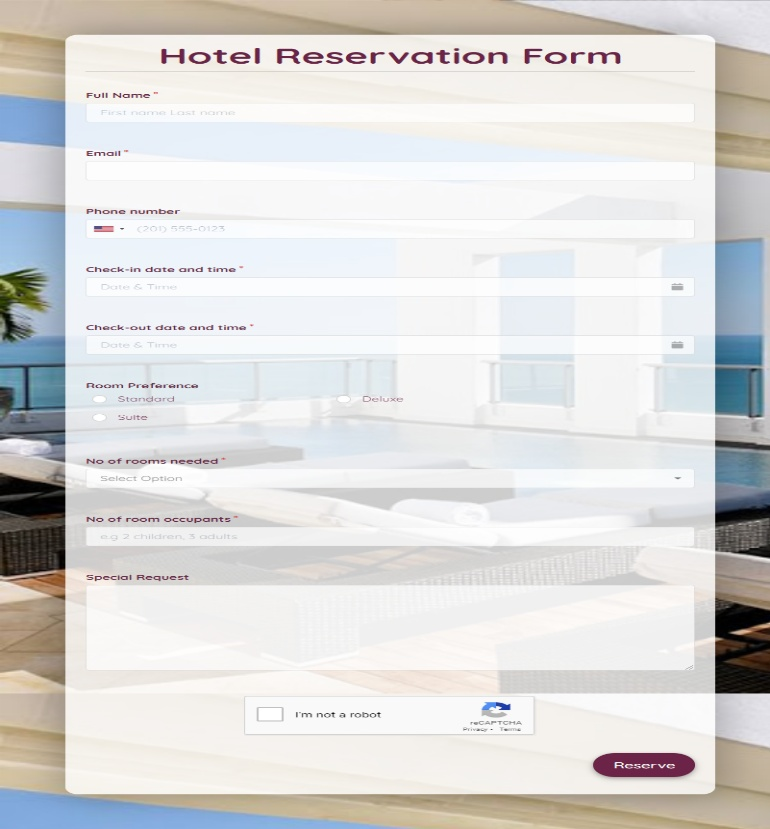 Hotel Reservation Form
Full Name *
First name Last name
Email *
Phone number
(201) 555-0123
Check-in date and time *
Date & Time
Check-out date and time *
Date & Time
Room Preference
Standard Deluxe
Suite
No of rooms needed *
Select Option
No of room occupants *
e.g 2 children, 3 adults
Special Request
I'm not a robot
reCAPTCHA
Privacy - Terms
Reserve